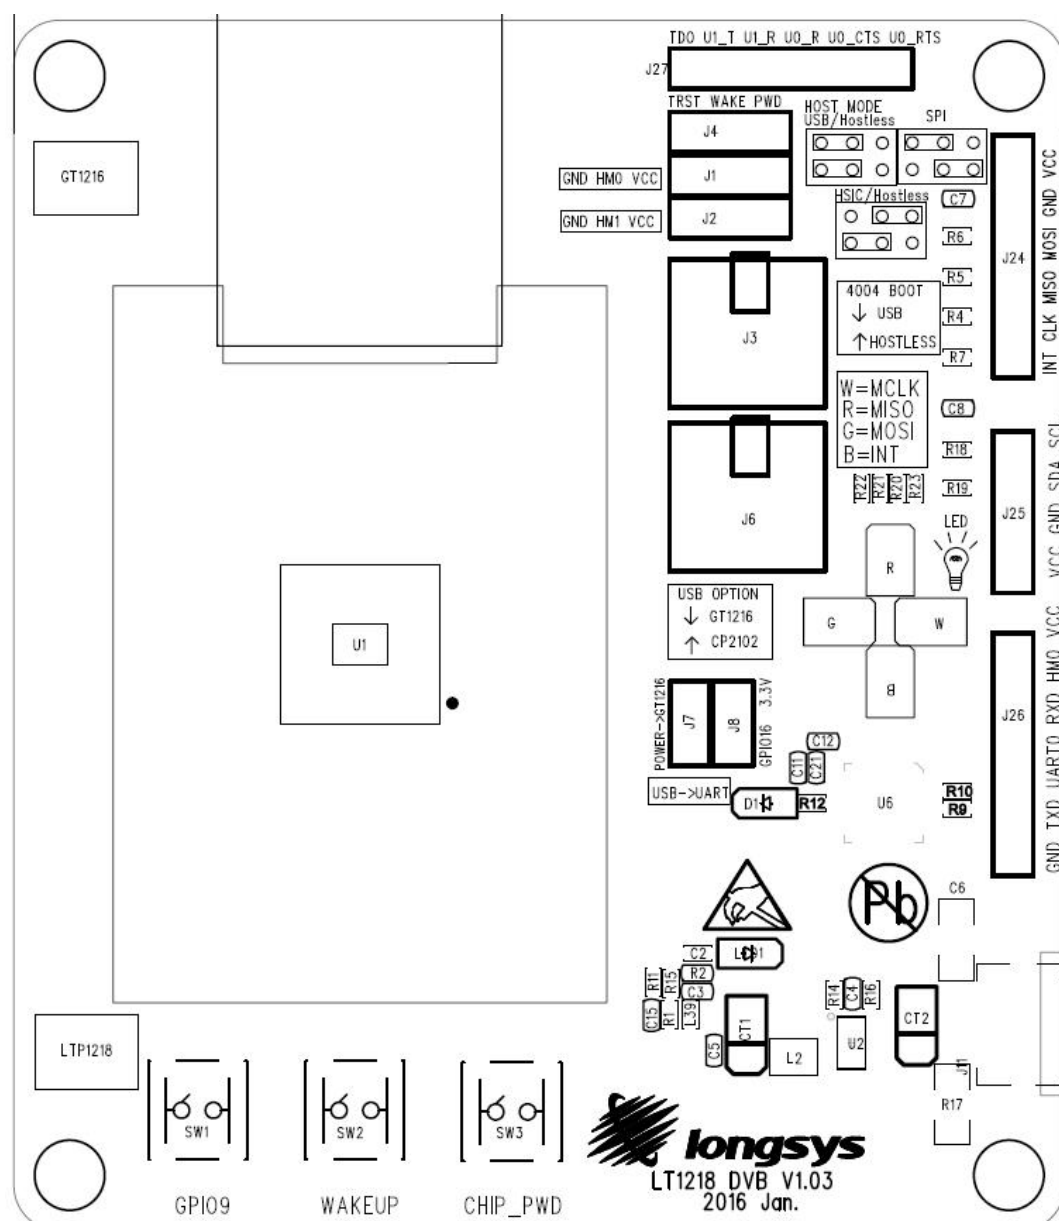 TDO U1_T U1_R U0_R U0_CTS U0_RTS
J27
TRST WAKE PWD
HOST MODE
USB/Hostless
SPI
J4
GT1216
GND HM0 VCC
J1
GND HM1 VCC
J2
HSIC/Hostless
C7
R6
J24
INT CLK MISO MOSI GND VCC
R5
4004 BOOT
↓ USB
↑ HOSTLESS
R4
J3
R7
W=MCLK
R=MISO
G=MOSI
B=INT
C8
R18
R22
R21
R20
R23
R19
J6
LED
J25
VCC GND SDA SCL
R
USB OPTION
↓ GT1216
↑ CP2102
G
W
U1
B
POWER->GT1216
J7
J8
GPIO16 3.3V
J26
GND TXD UART0 RXD HM0 VCC
C12
C11
C21
USB->UART
D1
R12
U6
R10
R9
Pb
C6
C2
R11
R15
R2
C3
C15
R1
L39
R14
C4
R16
CT1
CT2
C5
L2
U2
J11
LTP1218
R17
SW1
SW2
SW3
longsys
LT1218 DVB V1.03
2016 Jan.
GPIO9
WAKEUP
CHIP_PWD